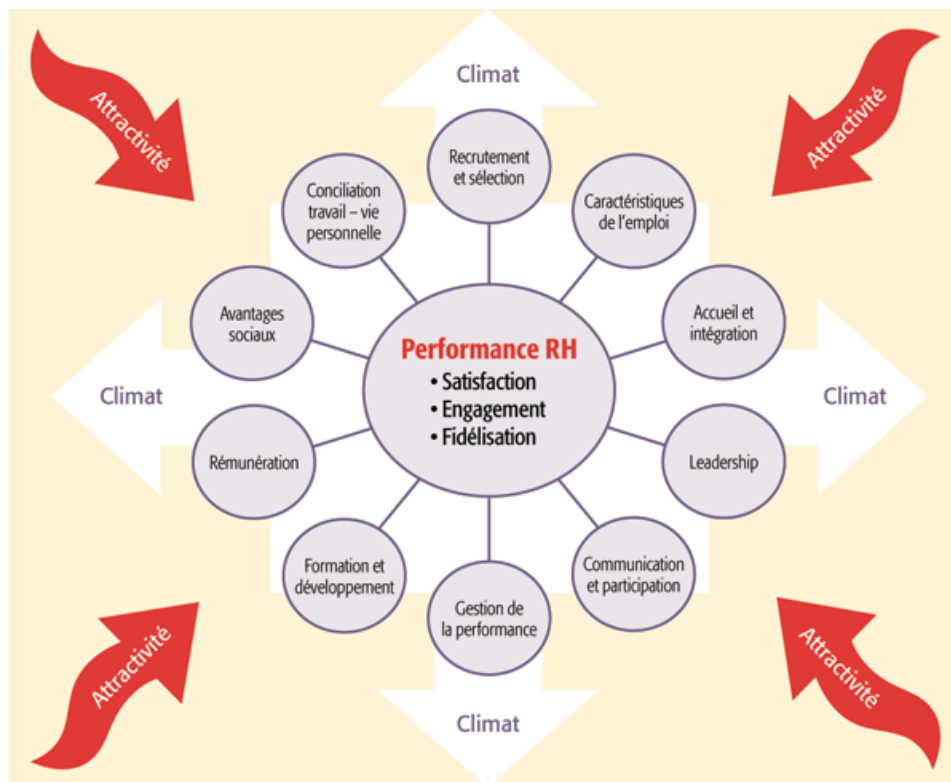 Climat
Attractivité
Attractivité
Recrutement
et sélection
Conciliation
travail – vie
personnelle
Caractéristiques
de l'emploi
Avantages
sociaux
Accueil et
intégration
Performance RH
• Satisfaction
• Engagement
• Fidélisation
Climat
Climat
Rémunération
Leadership
Formation et
développement
Communication
et participation
Gestion de
la performance
Attractivité
Attractivité
Climat